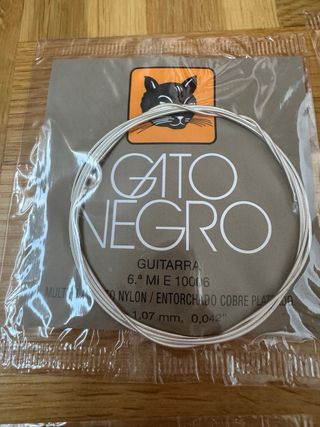 GATO
NEGRO
GUITARRA
6.ª MI E 10006
NYLON / ENTORCHADO COBRE
1.07 mm, 0,042"